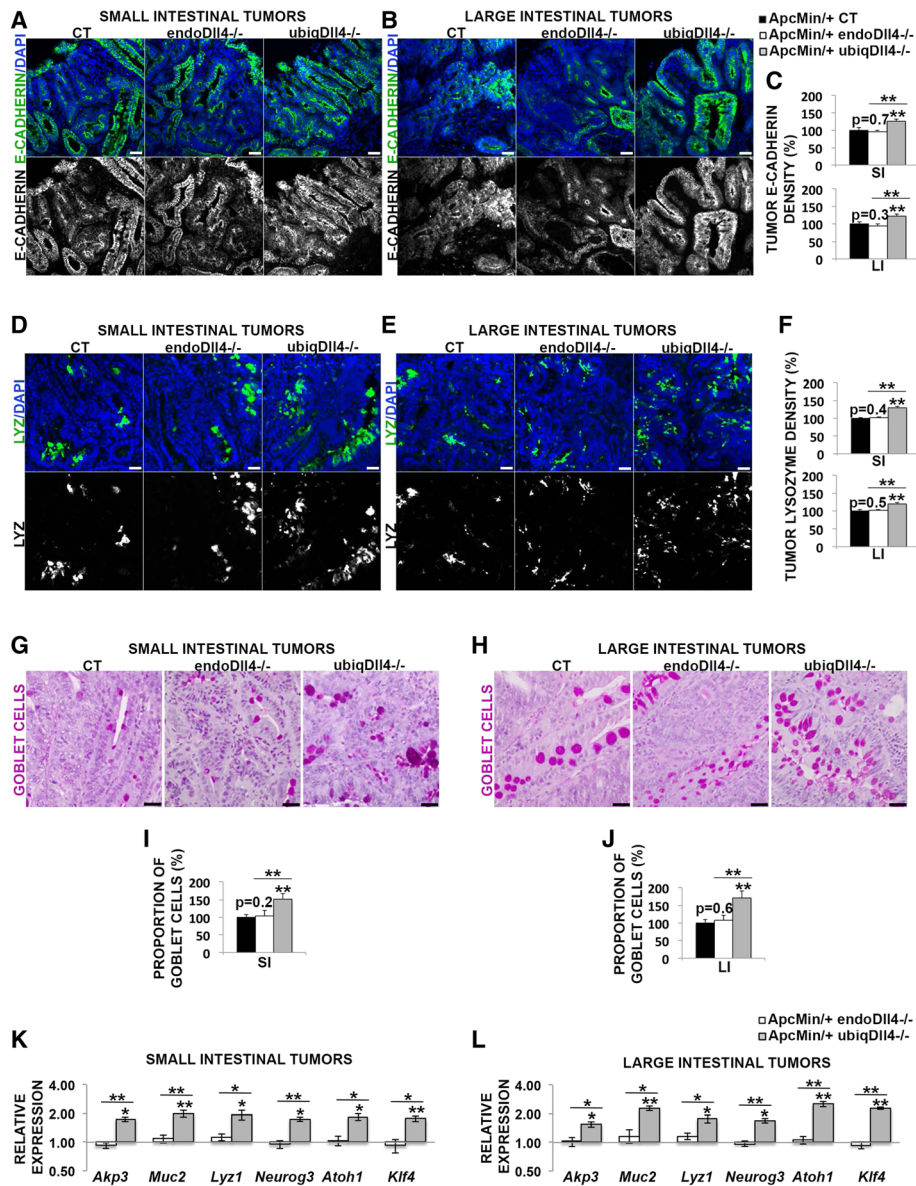 A
SMALL INTESTINAL TUMORS
CT endoDll4-/- ubiqDll4-/-
E-CADHERIN E-CADHERIN/DAPI
B
LARGE INTESTINAL TUMORS
CT endoDll4-/- ubiqDll4-/-
E-CADHERIN E-CADHERIN/DAPI
ApcMin/+ CT
ApcMin/+ endoDll4-/-
ApcMin/+ ubiqDll4-/-
C
TUMOR E-CADHERIN
DENSITY (%)
200
150
100
50
0
**
p=0.7 **
SI
200
150
100
50
0
**
p=0.3 **
LI
D
SMALL INTESTINAL TUMORS
CT endoDll4-/- ubiqDll4-/-
LYZ/DAPI
LYZ
E
LARGE INTESTINAL TUMORS
CT endoDll4-/- ubiqDll4-/-
LYZ/DAPI
LYZ
F
TUMOR LYSOZYME DENSITY (%)
200
150
100
50
0
**
p=0.4 **
SI
200
150
100
50
0
**
p=0.5 **
LI
G
SMALL INTESTINAL TUMORS
CT endoDll4-/- ubiqDll4-/-
GOBLET CELLS
H
LARGE INTESTINAL TUMORS
CT endoDll4-/- ubiqDll4-/-
GOBLET CELLS
I
PROPORTION OF
GOBLET CELLS (%)
200
150
100
50
0
**
p=0.2 **
SI
J
PROPORTION OF
GOBLET CELLS (%)
200
150
100
50
0
**
p=0.6 **
LI
ApcMin/+ endoDll4-/-
ApcMin/+ ubiqDll4-/-
K
SMALL INTESTINAL TUMORS
RELATIVE
EXPRESSION
4.00
2.00
1.00
0.50
** ** * ** * *
* ** * * * **
Akp3 Muc2 Lyz1 Neurog3 Atoh1 Klf4
L
LARGE INTESTINAL TUMORS
RELATIVE
EXPRESSION
4.00
2.00
1.00
0.50
* * * ** ** **
* ** * * ** **
Akp3 Muc2 Lyz1 Neurog3 Atoh1 Klf4